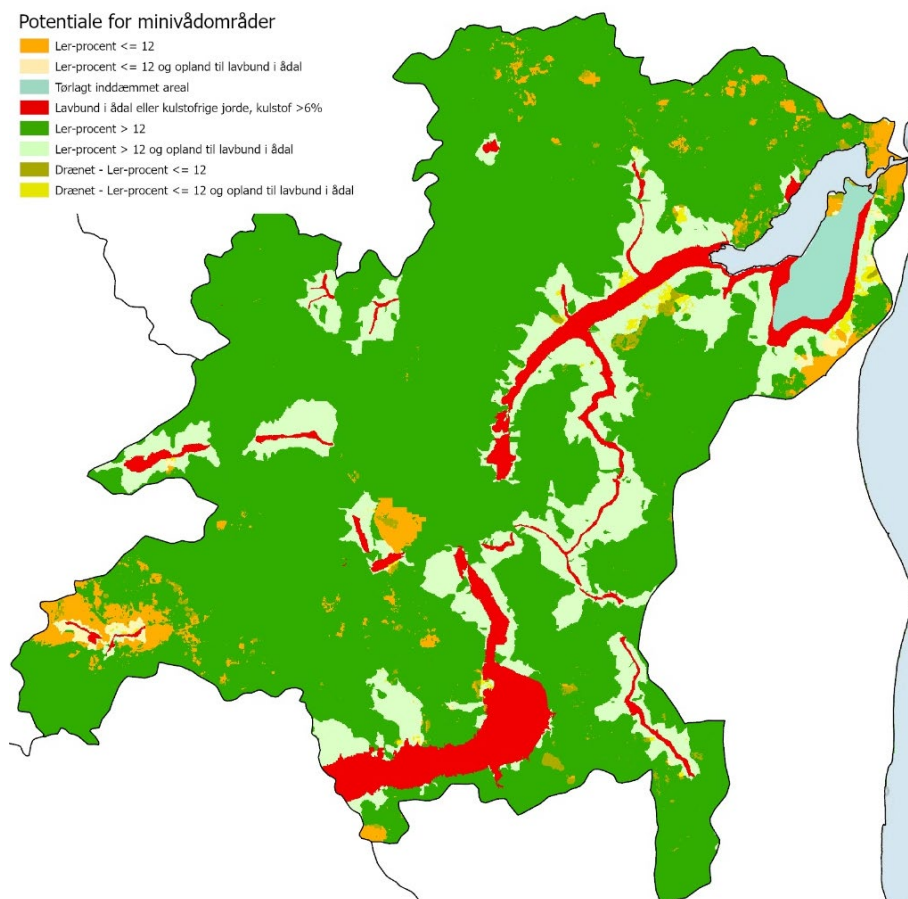 Potentiale for minivådområder
Ler-procent <= 12
Ler-procent <= 12 og opland til lavbund i ådal
Tørlagt inddæmmet areal
Lavbund i ådal eller kulstofrige jorde, kulstof >6%
Ler-procent > 12
Ler-procent > 12 og opland til lavbund i ådal
Drænet - Ler-procent <= 12
Drænet - Ler-procent <= 12 og opland til lavbund i ådal